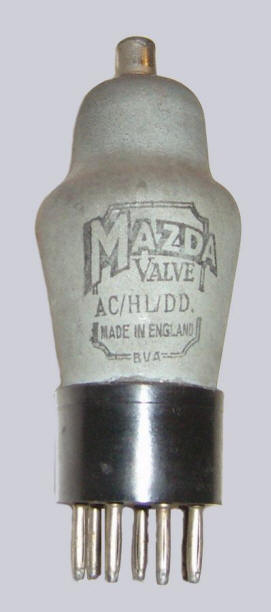 MAZDA
VALVE
AC/HL/DD.
MADE IN ENGLAND
BVA